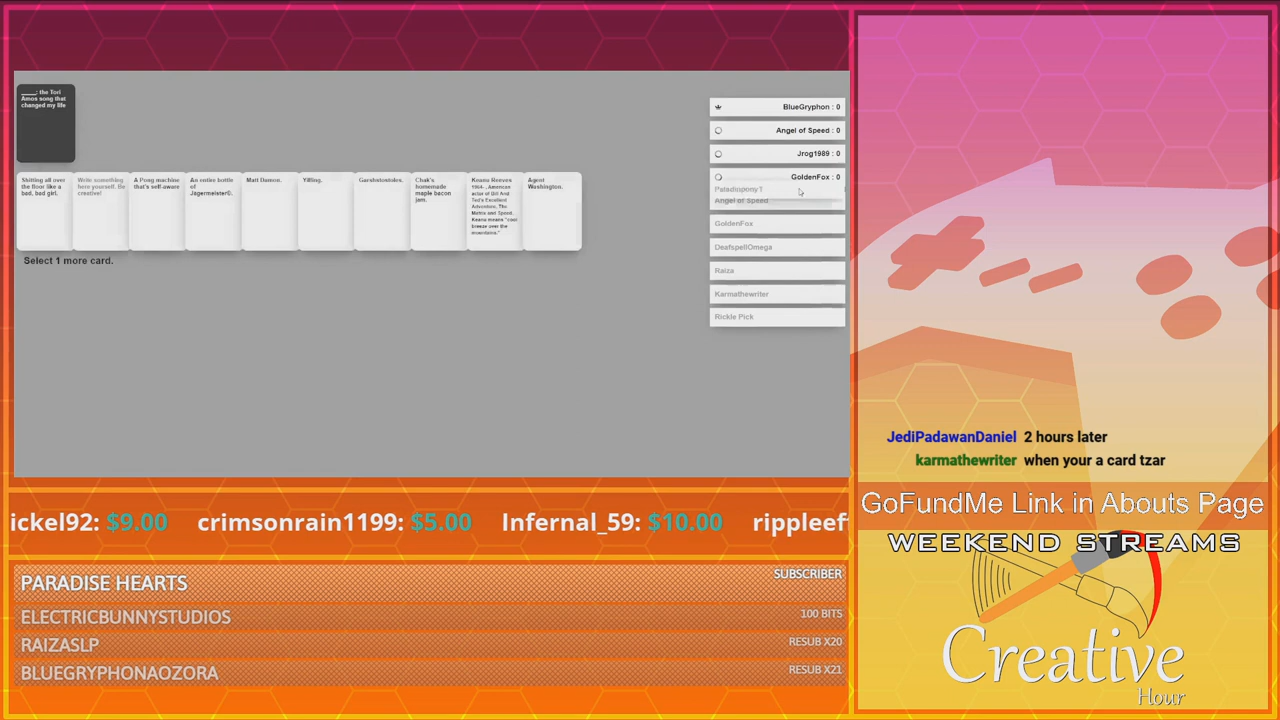 ____: the Tori
Amos song that
changed my life
Shitting all over
the floor like a
bad, bad girl.
Write something
here yourself. Be
creative!
A Pong machine
that's self-aware
An entire bottle
of
Jagermeister©.
Matt Damon.
Yiffing.
Garshstontoles.
Chak's
homemade
maple bacon
jam.
Keanu Reeves
1964-, American
actor of Bill And
Ted's Excellent
Adventure, The
Matrix and Speed.
Keanu means "cool
breeze over the
mountains."
Agent
Washington.
Select 1 more card.
BlueGryphon : 0
Angel of Speed : 0
Jrog1989 : 0
GoldenFox : 0
Paladinpony1
Angel of Speed
GoldenFox
DeafspellOmega
Raiza
Karmathewriter
Rickle Pick
JediPadawanDaniel 2 hours later
karmathewriter when your a card tzar
GoFundMe Link in Abouts Page
WEEKEND STREAMS
Creative
Hour
ickel92: $9.00 crimsonrain1199: $5.00 Infernal_59: $10.00 rippleef
PARADISE HEARTS SUBSCRIBER
ELECTRICBUNNYSTUDIOS 100 BITS
RAIZASLP RESUB X20
BLUEGRYPHONAOZORA RESUB X21